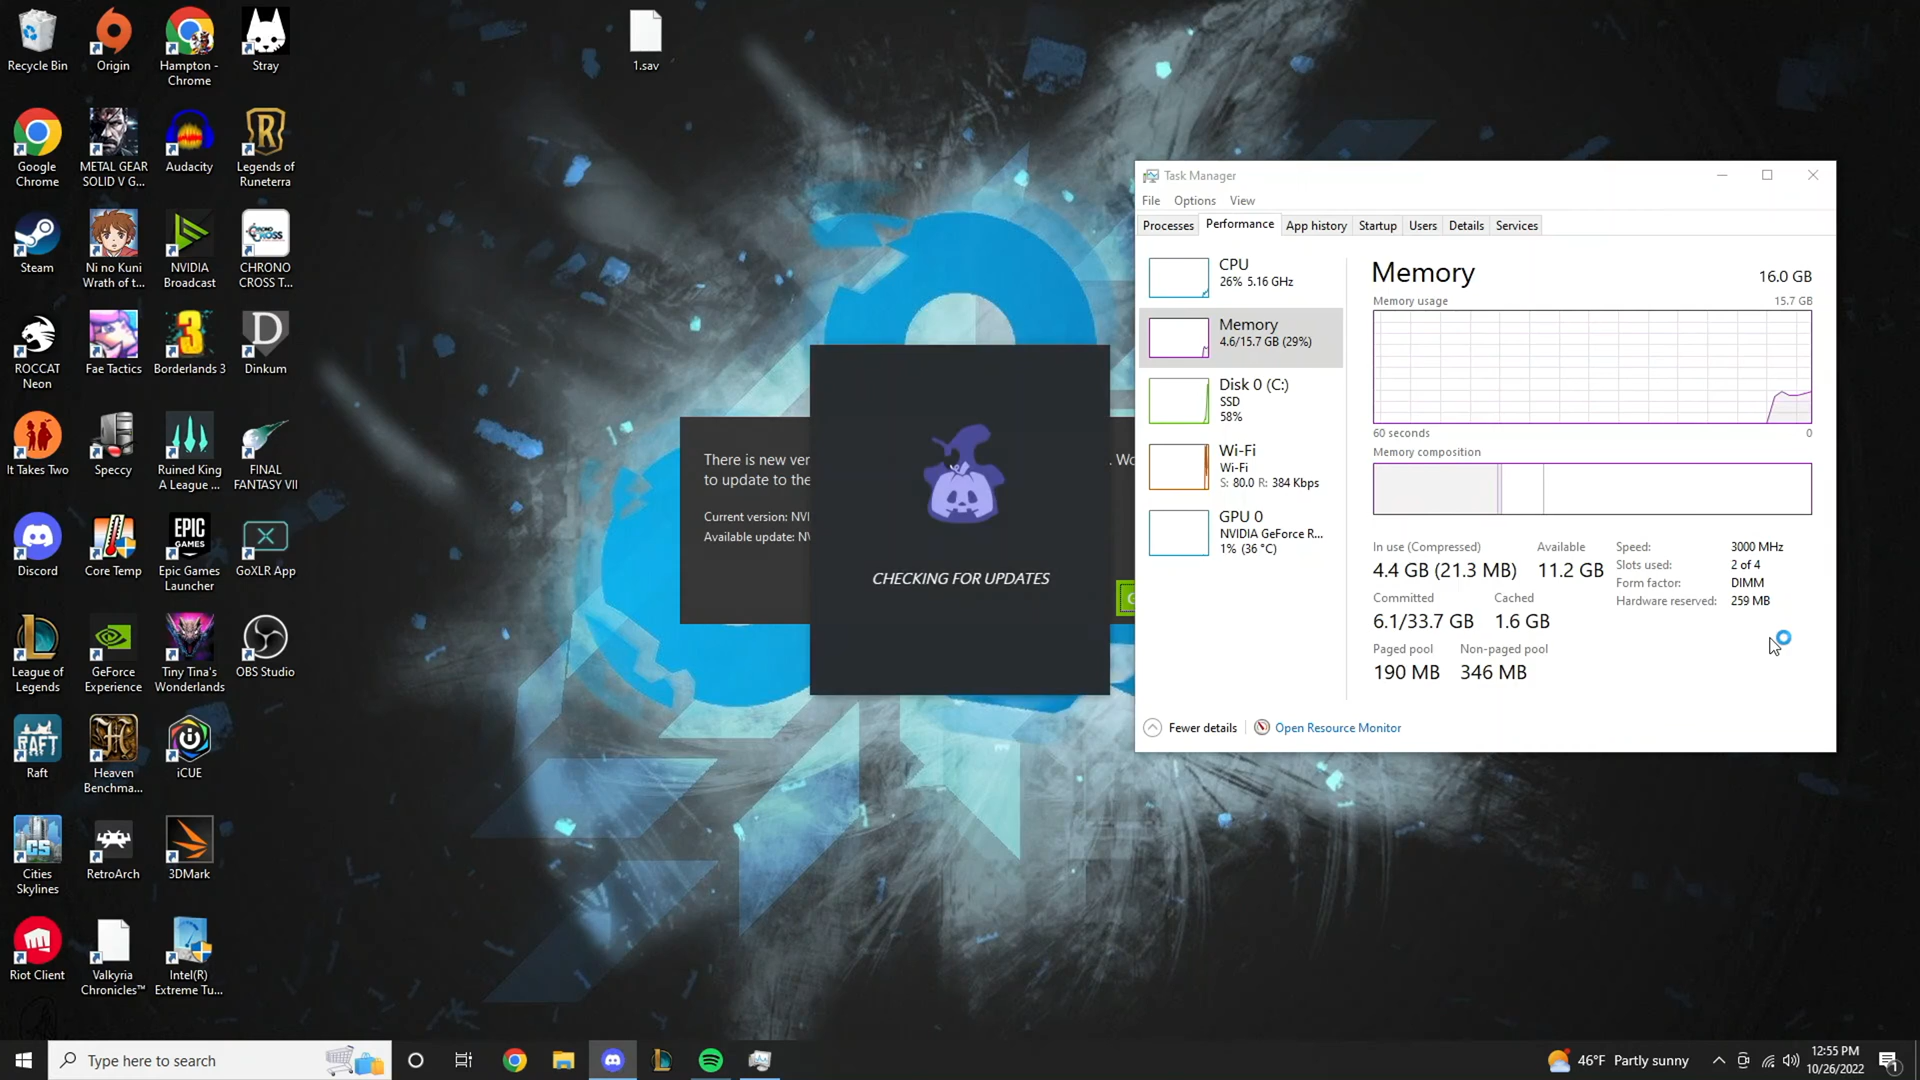 Recycle Bin
Origin
Hampton -
Chrome
Stray
1.sav
Google
Chrome
METAL GEAR
SOLID V G...
Audacity
Legends of
Runeterra
Steam
Ni no Kuni
Wrath of t...
NVIDIA
Broadcast
CHRONO
CROSS T...
ROCCAT
Neon
Fae Tactics
Borderlands 3
Dinkum
It Takes Two
Speccy
Ruined King
A League ...
FINAL
FANTASY VII
Discord
Core Temp
EPIC
GAMES
Epic Games
Launcher
GoXLR App
League of
Legends
GeForce
Experience
Tiny Tina's
Wonderlands
OBS Studio
RAFT
Raft
Heaven
Benchma...
iCUE
Cities
Skylines
RetroArch
3DMark
Riot Client
Valkyria
Chronicles™
Intel(R)
Extreme Tu...
There is new
to update to the
Current version:
Available update:
CHECKING FOR UPDATES
Task Manager
File Options View
Processes Performance App history Startup Users Details Services
CPU
26% 5.16 GHz
Memory
4.6/15.7 GB (29%)
Disk 0 (C:)
SSD
58%
Wi-Fi
Wi-Fi
S: 80.0 R: 384 Kbps
GPU 0
NVIDIA GeForce R...
1% (36 °C)
Memory 16.0 GB
Memory usage 15.7 GB
60 seconds 0
Memory composition
In use (Compressed) Available
4.4 GB (21.3 MB) 11.2 GB
Committed Cached
6.1/33.7 GB 1.6 GB
Paged pool Non-paged pool
190 MB 346 MB
Speed: 3000 MHz
Slots used: 2 of 4
Form factor: DIMM
Hardware reserved: 259 MB
Fewer details Open Resource Monitor
Type here to search
46°F Partly sunny
12:55 PM
10/26/2022
1